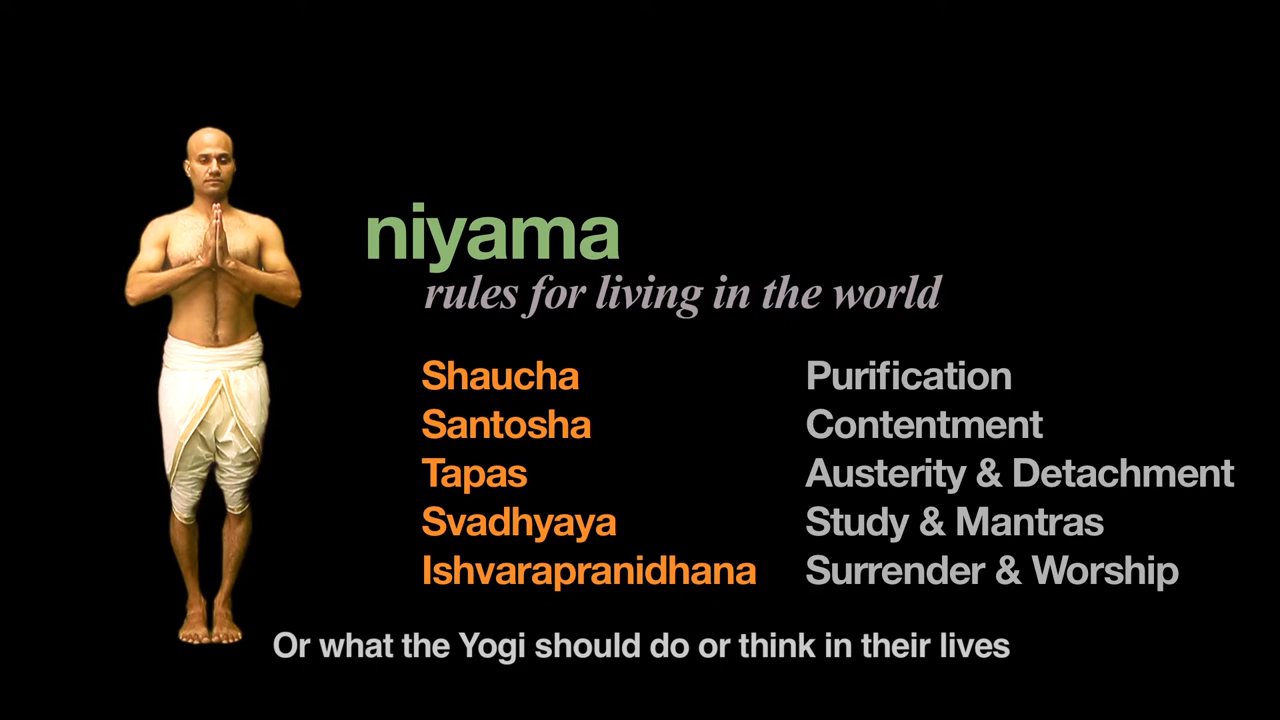 niyama
rules for living in the world
Shaucha Purification
Santosha Contentment
Tapas Austerity & Detachment
Svadhyaya Study & Mantras
Ishvarapranidhana Surrender & Worship
Or what the Yogi should do or think in their lives